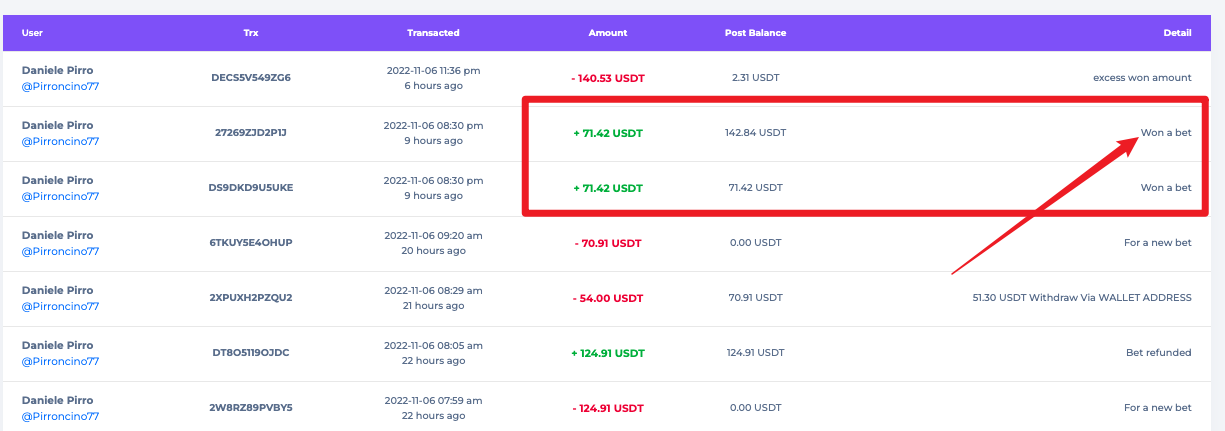 User Trx Transacted Amount Post Balance Detail
Daniele Pirro
@Pirroncino77
DECS5V549ZG6
2022-11-06 11:36 pm
6 hours ago
- 140.53 USDT
2.31 USDT
excess won amount
Daniele Pirro
@Pirroncino77
27269ZJD2P1J
2022-11-06 08:30 pm
9 hours ago
+ 71.42 USDT
142.84 USDT
Won a bet
Daniele Pirro
@Pirroncino77
DS9DKD9U5UKE
2022-11-06 08:30 pm
9 hours ago
+ 71.42 USDT
71.42 USDT
Won a bet
Daniele Pirro
@Pirroncino77
6TKUY5E4OHUP
2022-11-06 09:20 am
20 hours ago
- 70.91 USDT
0.00 USDT
For a new bet
Daniele Pirro
@Pirroncino77
2XPUXH2PZQU2
2022-11-06 08:29 am
21 hours ago
- 54.00 USDT
70.91 USDT
51.30 USDT Withdraw Via WALLET ADDRESS
Daniele Pirro
@Pirroncino77
DT8O5119OJDC
2022-11-06 08:05 am
22 hours ago
+ 124.91 USDT
124.91 USDT
Bet refunded
Daniele Pirro
@Pirroncino77
2W8RZ89PVBY5
2022-11-06 07:59 am
22 hours ago
- 124.91 USDT
0.00 USDT
For a new bet